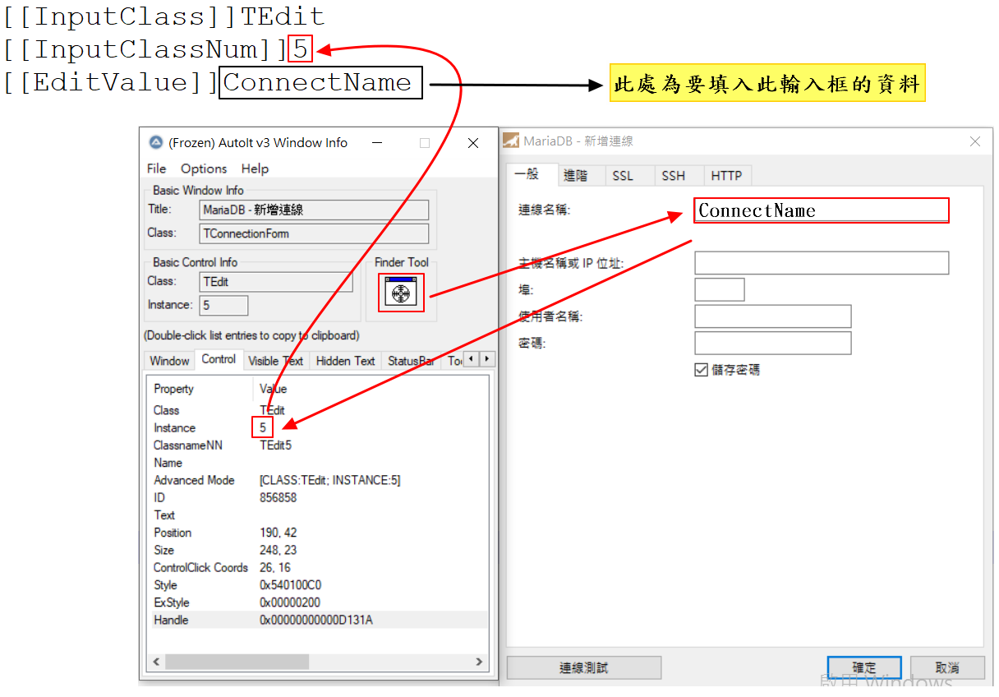 [[InputClass]]TEdit
[[InputClassNum]]5
[[EditValue]]ConnectName
此處為要填入此輸入框的資料
(Frozen) AutoIt v3 Window Info
File Options Help
Basic Window Info
Title: MariaDB - 新增連線
Class: TConnectionForm
Basic Control Info
Class: TEdit
Instance: 5
Finder Tool
(Double-click list entries to copy to clipboard)
Window Control Visible Text Hidden Text StatusBar
Property Value
Class TEdit
Instance 5
ClassnameNN TEdit5
Name
Advanced Mode [CLASS:TEdit; INSTANCE:5]
ID 856858
Text
Position 190, 42
Size 248, 23
ControlClick Coords 26, 16
Style 0x540100C0
ExStyle 0x00000200
Handle 0x00000000000D131A
MariaDB - 新增連線
一般 進階 SSL SSH HTTP
連線名稱: ConnectName
主機名稱或 IP 位址:
埠:
使用者名稱:
密碼:
儲存密碼
連線測試 確定 取消
啟用 Windows